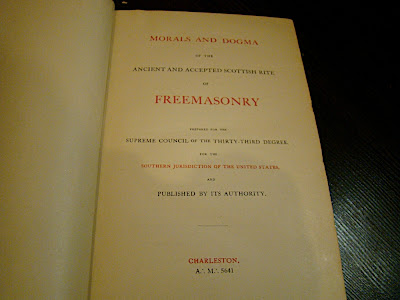 MORALS AND DOGMA
OF THE
ANCIENT AND ACCEPTED SCOTTISH RITE
OF
FREEMASONRY
PREPARED FOR THE
SUPREME COUNCIL OF THE THIRTY-THIRD DEGREE,
FOR THE
SOUTHERN JURISDICTION OF THE UNITED STATES,
AND
PUBLISHED BY ITS AUTHORITY.
CHARLESTON,
A∴ M∴ 5641